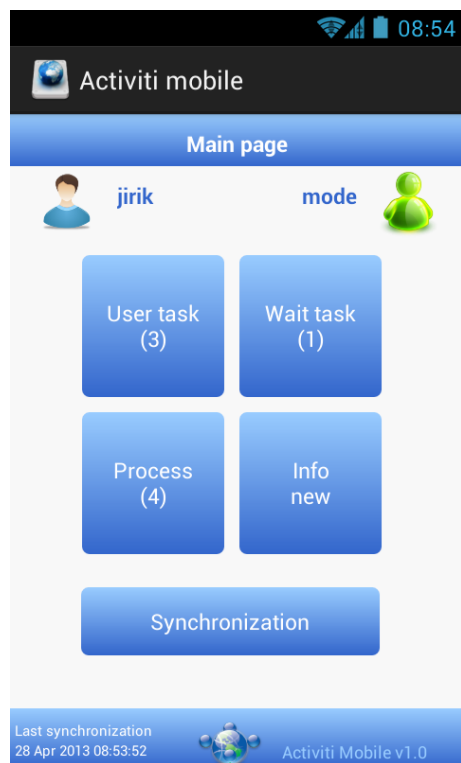 08:54
Activiti mobile
Main page
jirik
mode
User task
(3)
Wait task
(1)
Process
(4)
Info
new
Synchronization
Last synchronization
28 Apr 2013 08:53:52
Activiti Mobile v1.0